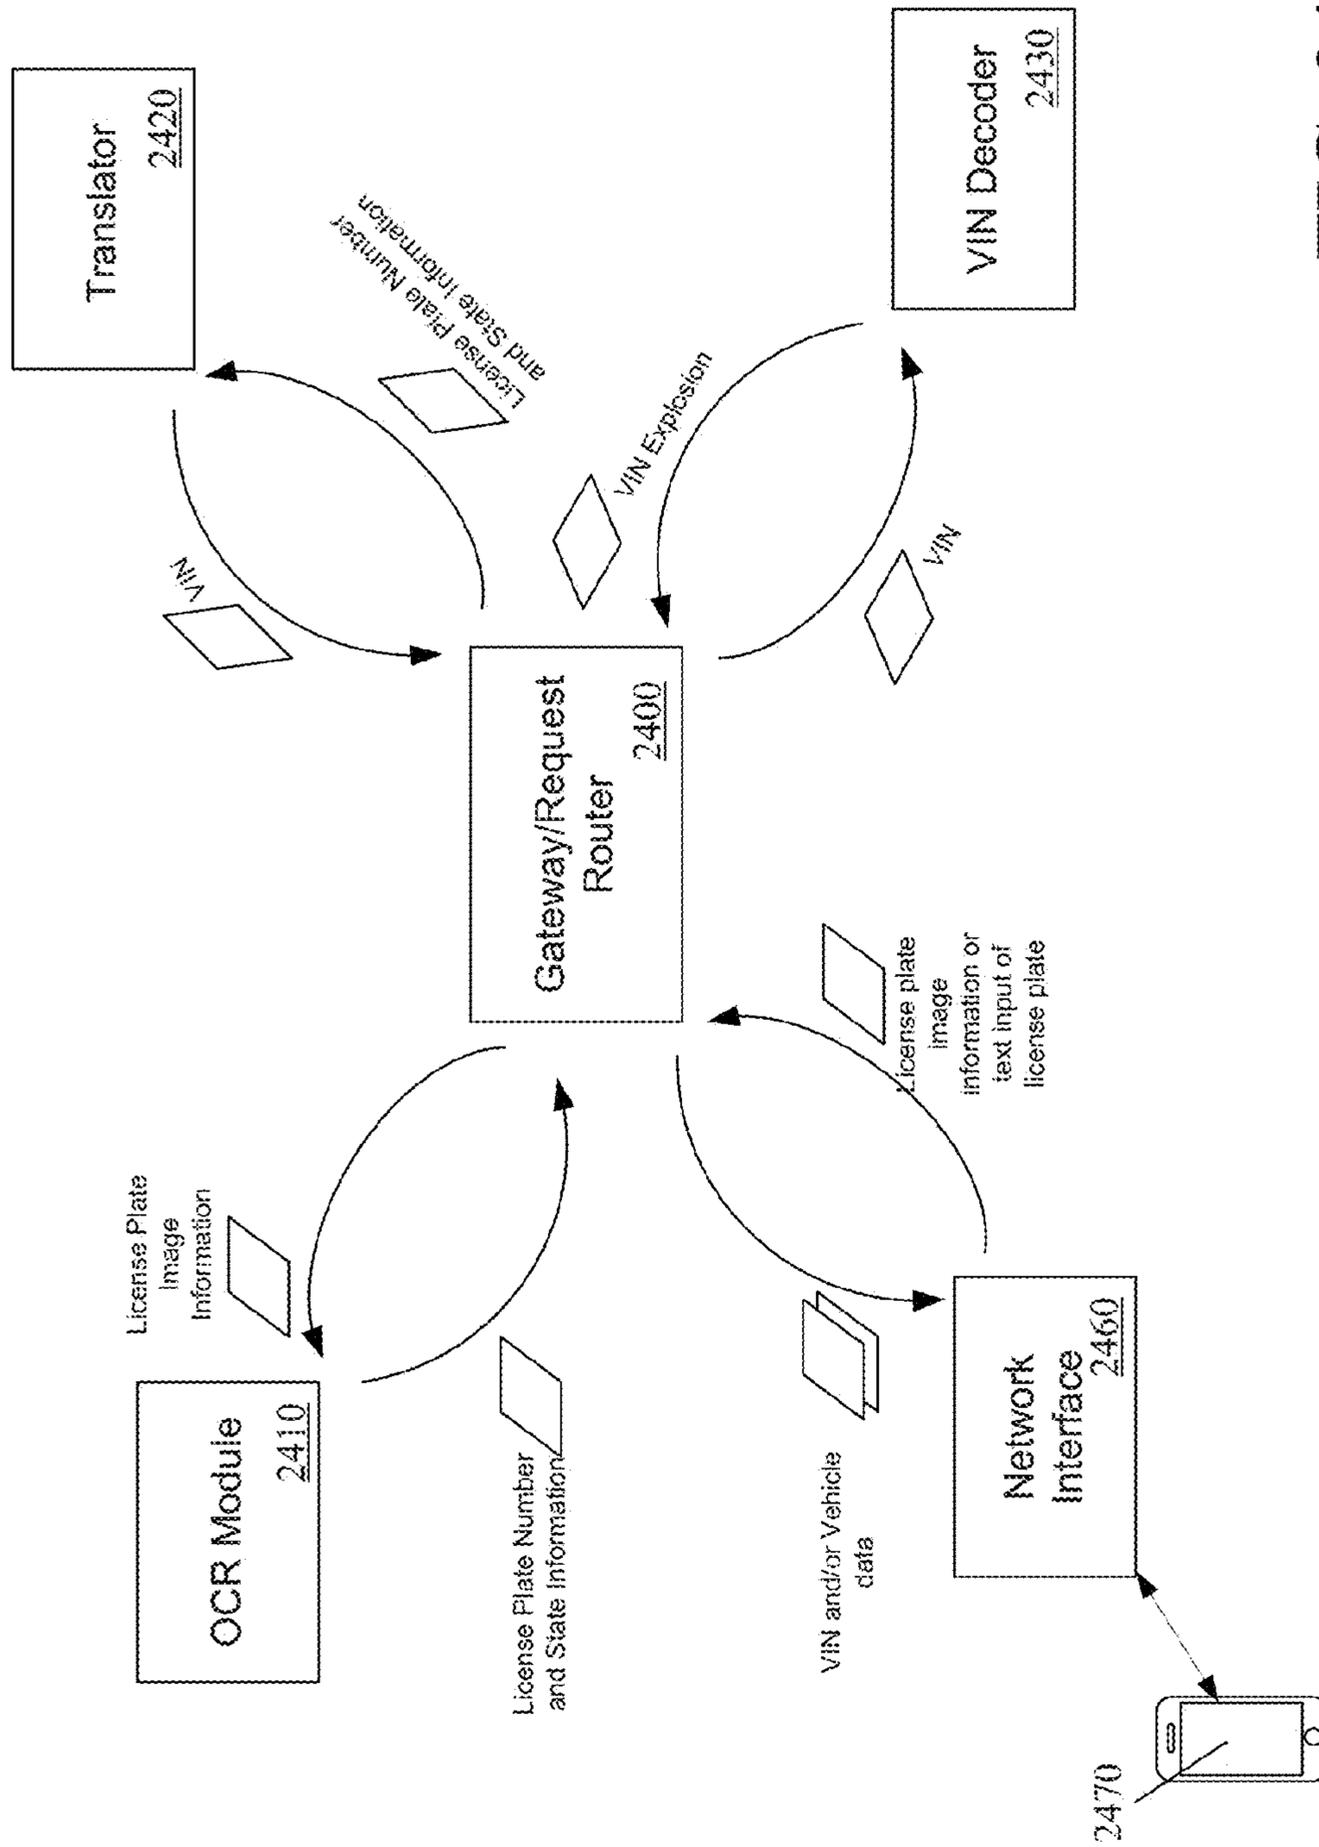 OCR Module
2410
License Plate
Image
Information
License Plate Number
and State Information
Translator
2420
VIN
License Plate Number
and State Information
Gateway/Request
Router
2400
VIN Explosion
VIN
VIN Decoder
2430
License plate
image
information or
text input of
license plate
VIN and/or Vehicle
data
Network
Interface
2460
2470